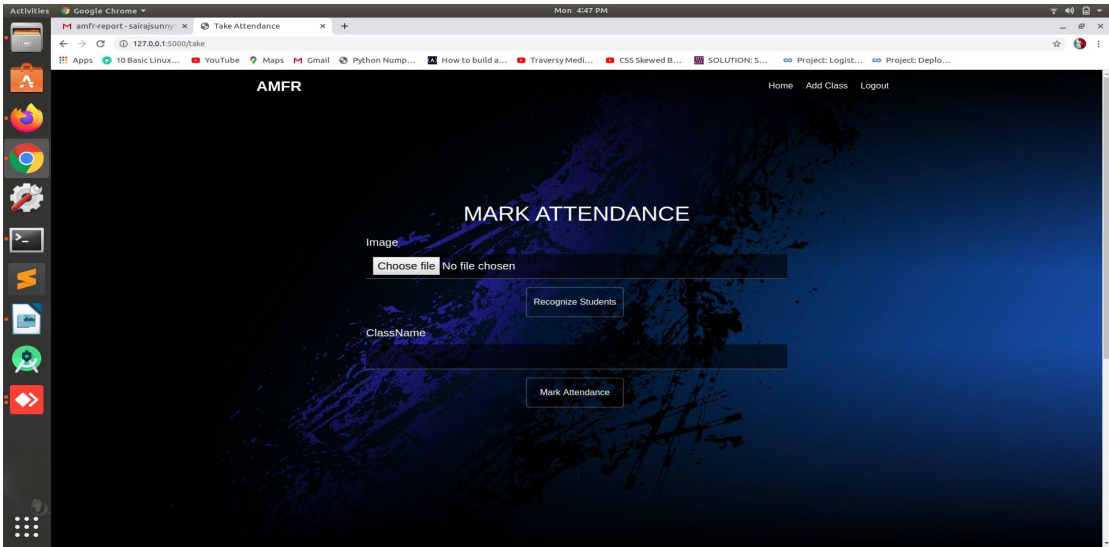 Activities Google Chrome Mon 4:47 PM
amfr-report - sairajsunny Take Attendance
127.0.0.1:5000/take
Apps 10 Basic Linux... YouTube Maps Gmail Python Nump... How to build a... Traversy Medi... CSS Skewed B... SOLUTION: S... Project: Logist... Project: Deplo...
AMFR Home Add Class Logout
MARK ATTENDANCE
Image
Choose file No file chosen
Recognize Students
ClassName
Mark Attendance